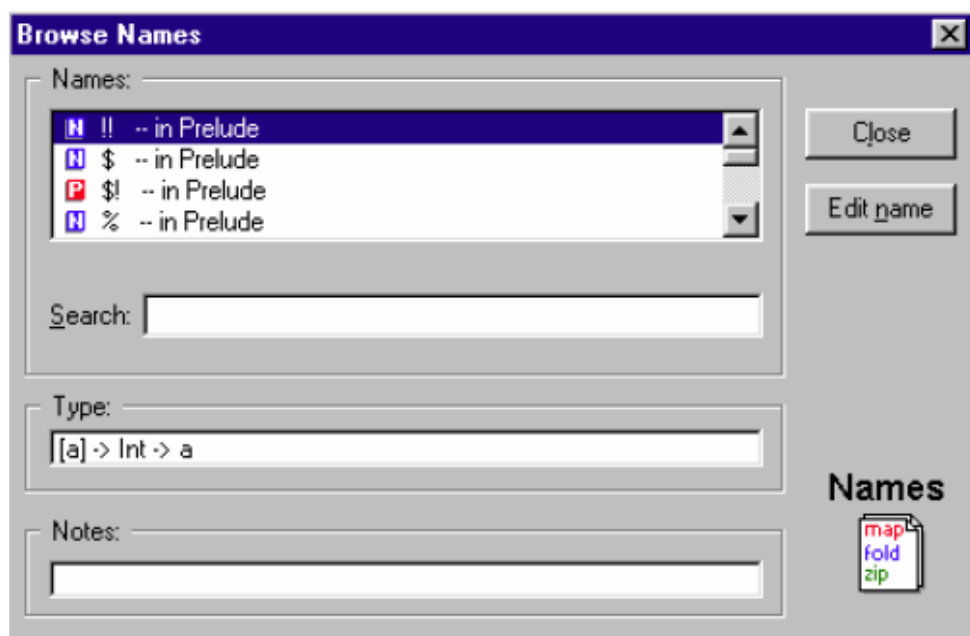 Browse Names
Names:
N !! -- in Prelude
N $ -- in Prelude
P $! -- in Prelude
N % -- in Prelude
Close
Edit name
Search:
Type:
[a] -> Int -> a
Names
map
fold
zip
Notes: